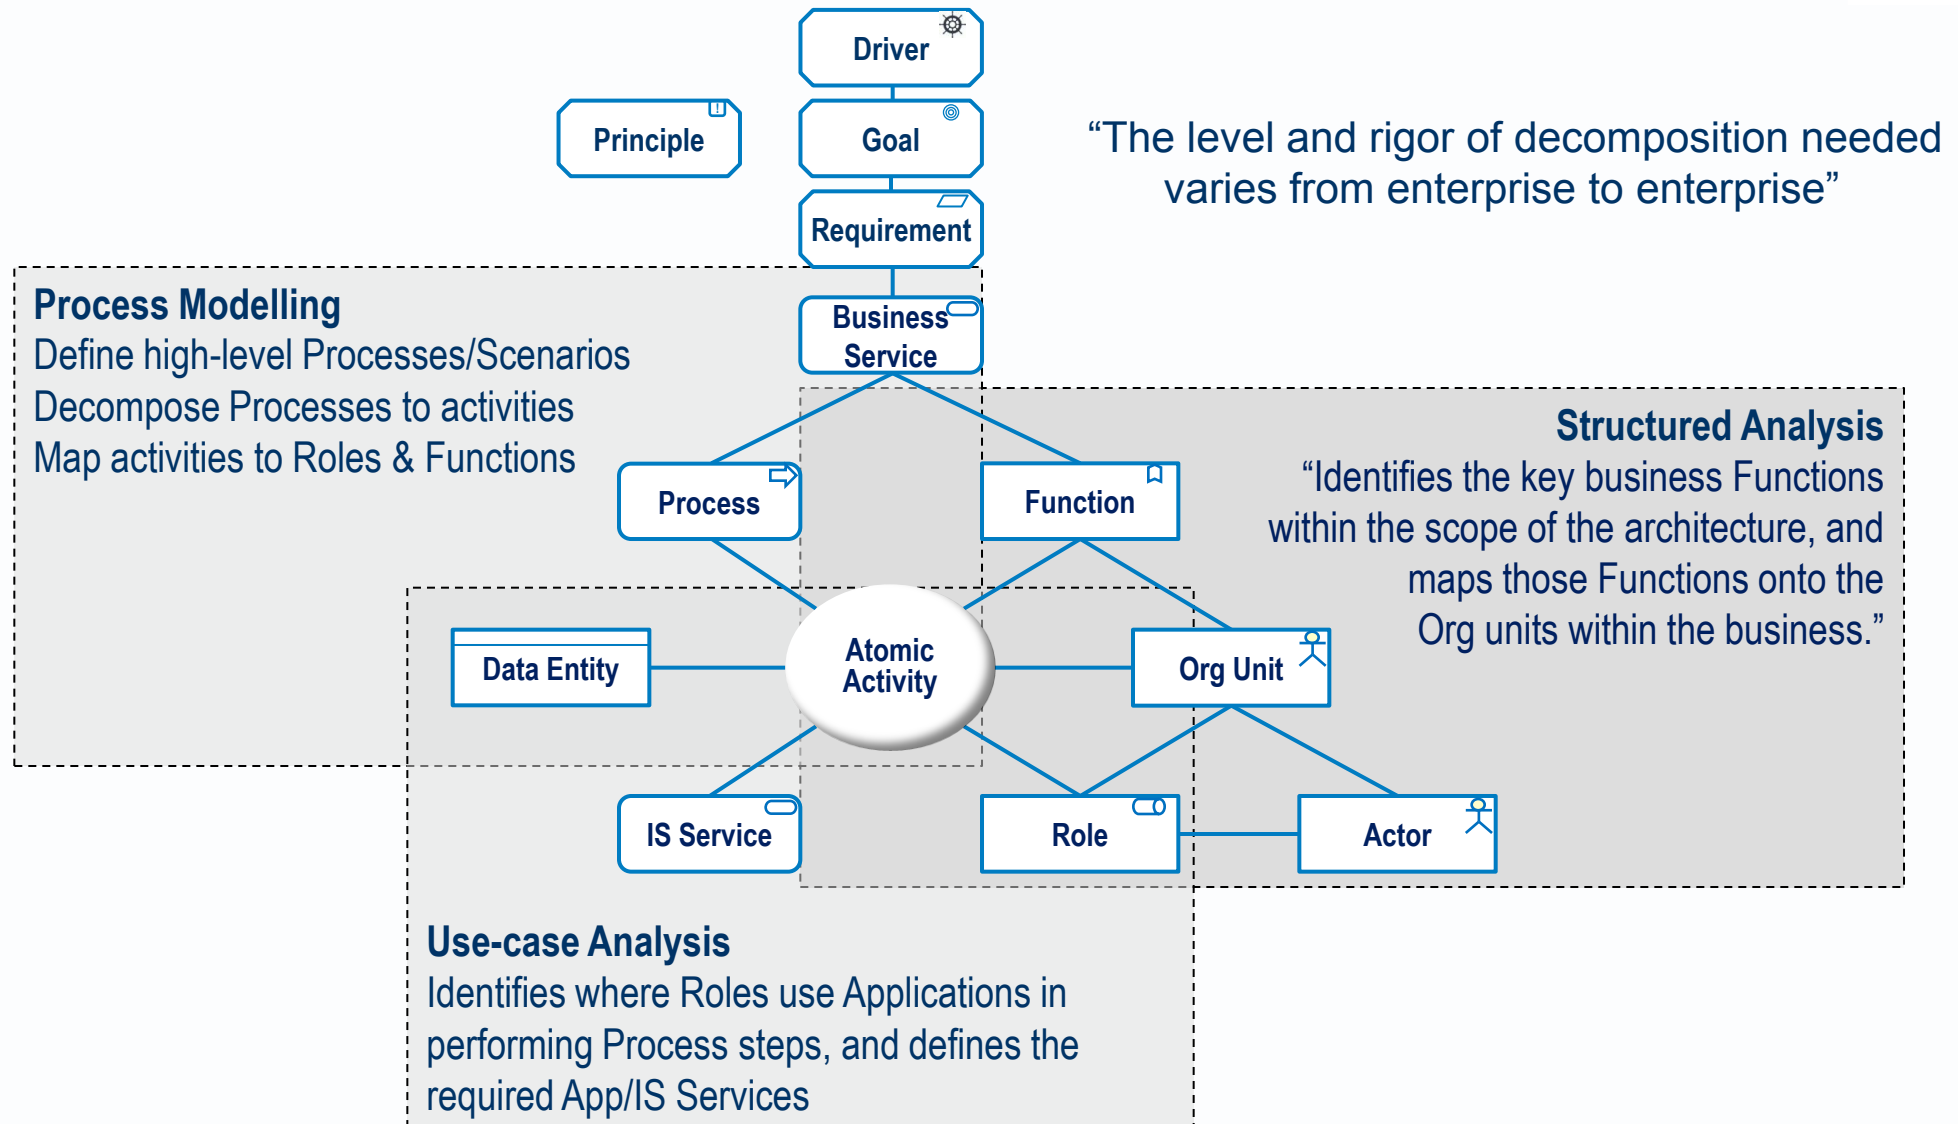 Driver
Principle
Goal
“The level and rigor of decomposition needed
varies from enterprise to enterprise”
Requirement
Process Modelling
Define high-level Processes/Scenarios
Decompose Processes to activities
Map activities to Roles & Functions
Business
Service
Structured Analysis
“Identifies the key business Functions
within the scope of the architecture, and
maps those Functions onto the
Org units within the business.”
Process
Function
Data Entity
Atomic
Activity
Org Unit
IS Service
Role
Actor
Use-case Analysis
Identifies where Roles use Applications in
performing Process steps, and defines the
required App/IS Services